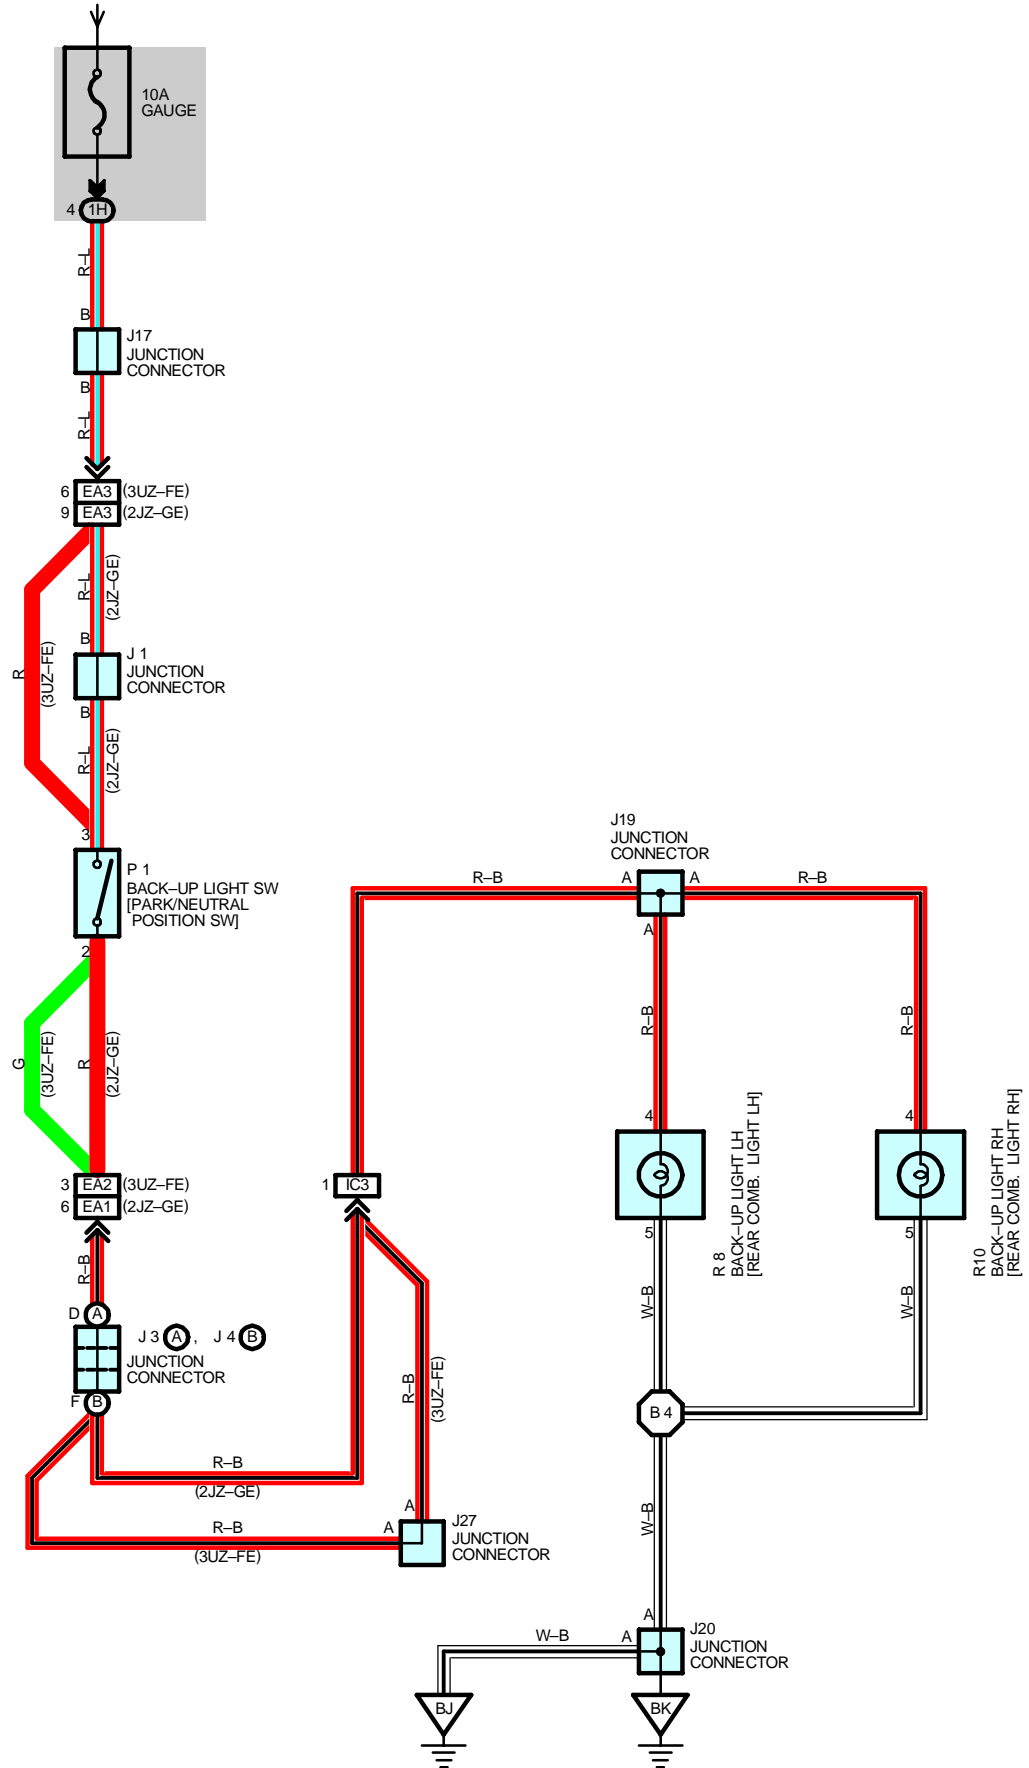 10A
GAUGE
4 1H
R–L
B
J17
JUNCTION
CONNECTOR
B
R–L
6 EA3 (3UZ–FE)
9 EA3 (2JZ–GE)
R–L
(2JZ–GE)
R
(3UZ–FE)
B
J 1
JUNCTION
CONNECTOR
B
R–L
(2JZ–GE)
3
P 1
BACK–UP LIGHT SW
[PARK/NEUTRAL
POSITION SW]
2
G
(3UZ–FE)
R
(2JZ–GE)
3 EA2 (3UZ–FE)
6 EA1 (2JZ–GE)
R–B
D A
J 3 A , J 4 B
JUNCTION
CONNECTOR
F B
R–B
(2JZ–GE)
R–B
(3UZ–FE)
A
A
J27
JUNCTION
CONNECTOR
R–B
(3UZ–FE)
1 IC3
R–B
J19
JUNCTION
CONNECTOR
A
A
A
R–B
R–B
R–B
4
R 8
BACK–UP LIGHT LH
[REAR COMB. LIGHT LH]
5
4
R10
BACK–UP LIGHT RH
[REAR COMB. LIGHT RH]
5
W–B
W–B
B 4
W–B
A
J20
JUNCTION
CONNECTOR
A
W–B
BJ
BK